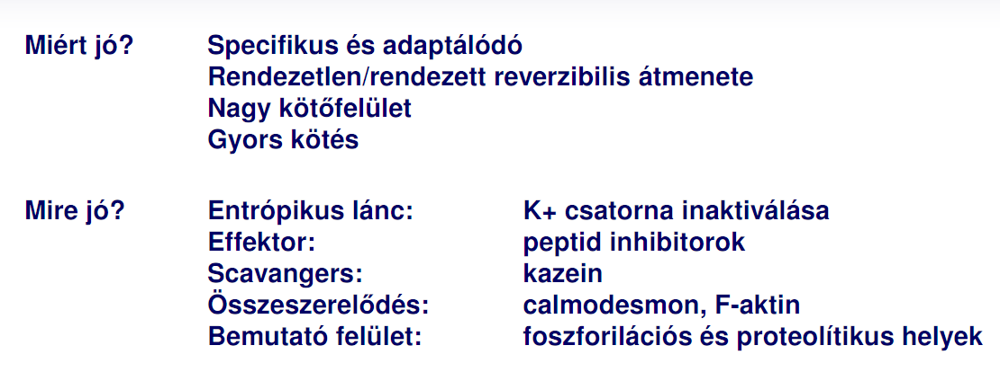 Miért jó? Specifikus és adaptálódó
Rendezetlen/rendezett reverzibilis átmenete
Nagy kötőfelület
Gyors kötés
Mire jó? Entrópikus lánc: K+ csatorna inaktiválása
Effektor: peptid inhibitorok
Scavangers: kazein
Összeszerelődés: calmodesmon, F-aktin
Bemutató felület: foszforilációs és proteolítikus helyek